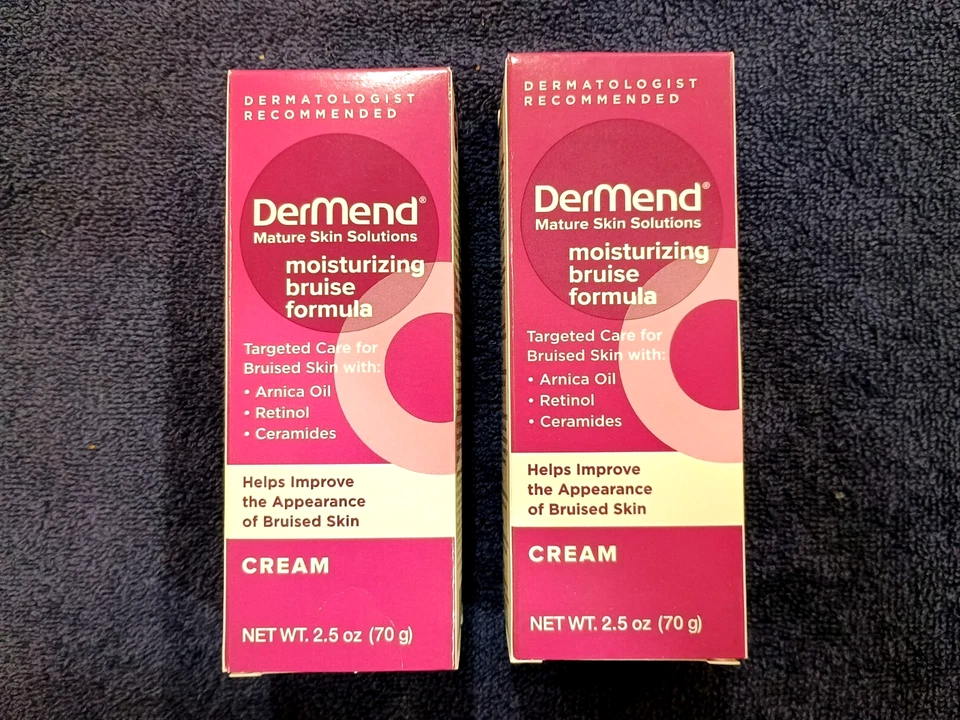 DERMATOLOGIST
RECOMMENDED
DerMend®
Mature Skin Solutions
moisturizing
bruise
formula
Targeted Care for
Bruised Skin with:
• Arnica Oil
• Retinol
• Ceramides
Helps Improve
the Appearance
of Bruised Skin
CREAM
NET WT. 2.5 oz (70 g)
DERMATOLOGIST
RECOMMENDED
DerMend®
Mature Skin Solutions
moisturizing
bruise
formula
Targeted Care for
Bruised Skin with:
• Arnica Oil
• Retinol
• Ceramides
Helps Improve
the Appearance
of Bruised Skin
CREAM
NET WT. 2.5 oz (70 g)